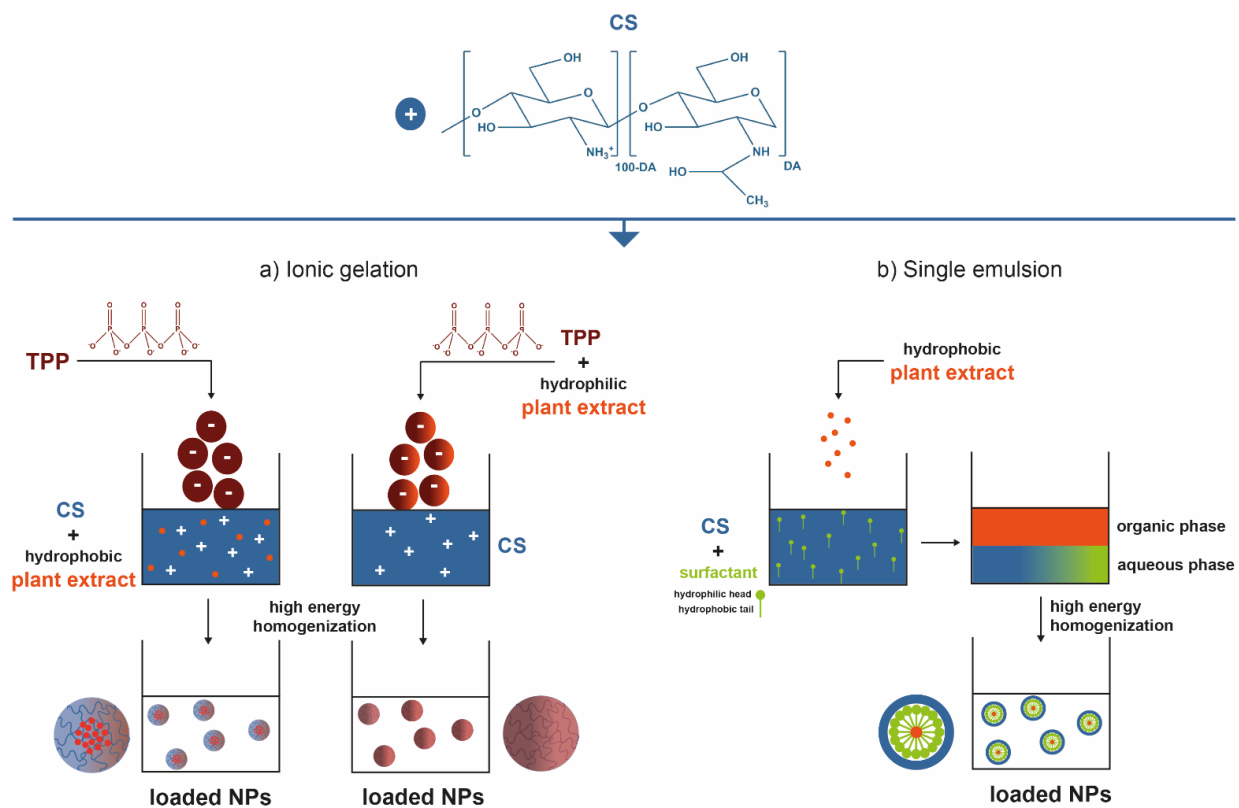 CS
+
OH
O
O
HO
NH₃⁺
100-DA
OH
O
O
HO
NH
HO
CH₃
DA
a) Ionic gelation
b) Single emulsion
O O O
P P P
⁻O O O O⁻
O⁻ O⁻ O⁻
TPP
O O O
P P P
⁻O O O O⁻
O⁻ O⁻ O⁻
TPP
+
hydrophilic
plant extract
hydrophobic
plant extract
- - - - -
- - - - -
CS
+
hydrophobic
plant extract
+ + + + + +
+ + + + + +
CS
CS
+
surfactant
hydrophilic head
hydrophobic tail
organic phase
aqueous phase
high energy
homogenization
high energy
homogenization
loaded NPs
loaded NPs
loaded NPs